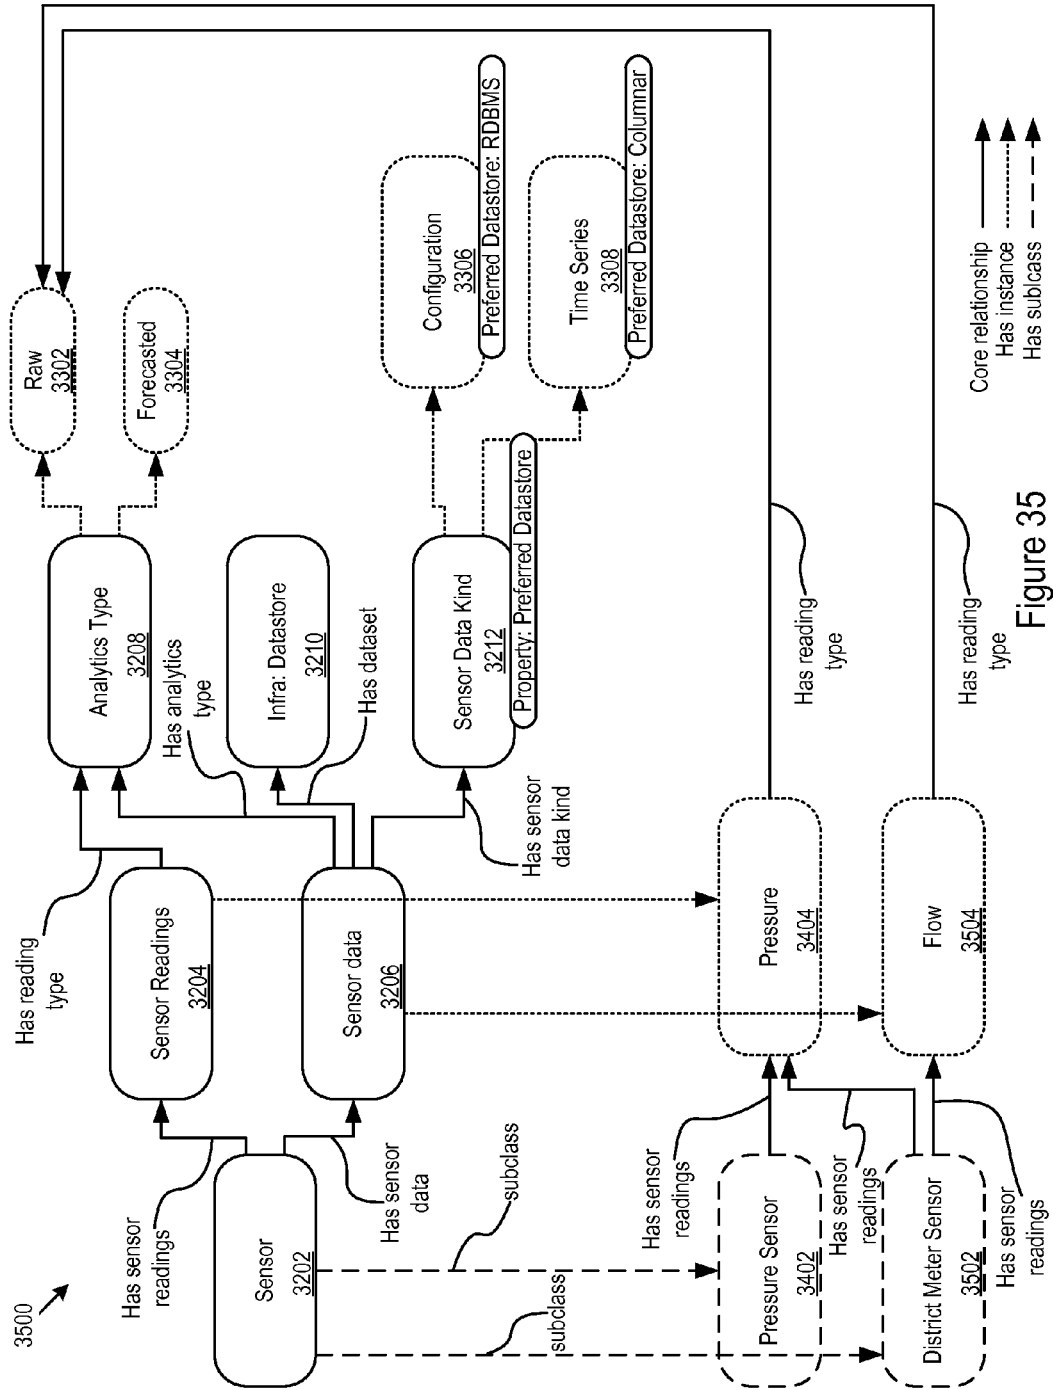 3500
Sensor
3202
Has sensor
readings
Has sensor
data
Has reading
type
Sensor Readings
3204
Sensor data
3206
Has analytics
type
Has dataset
Has sensor
data kind
Analytics Type
3208
Infra: Datastore
3210
Sensor Data Kind
3212
Property: Preferred Datastore
Raw
3302
Forecasted
3304
Configuration
3306
Preferred Datastore: RDBMS
Time Series
3308
Preferred Datastore: Columnar
subclass
subclass
Pressure Sensor
3402
District Meter Sensor
3502
Has sensor
readings
Has sensor
readings
Has sensor
readings
Pressure
3404
Flow
3504
Has reading
type
Has reading
type
Core relationship
Has instance
Has sublcass
Figure 35